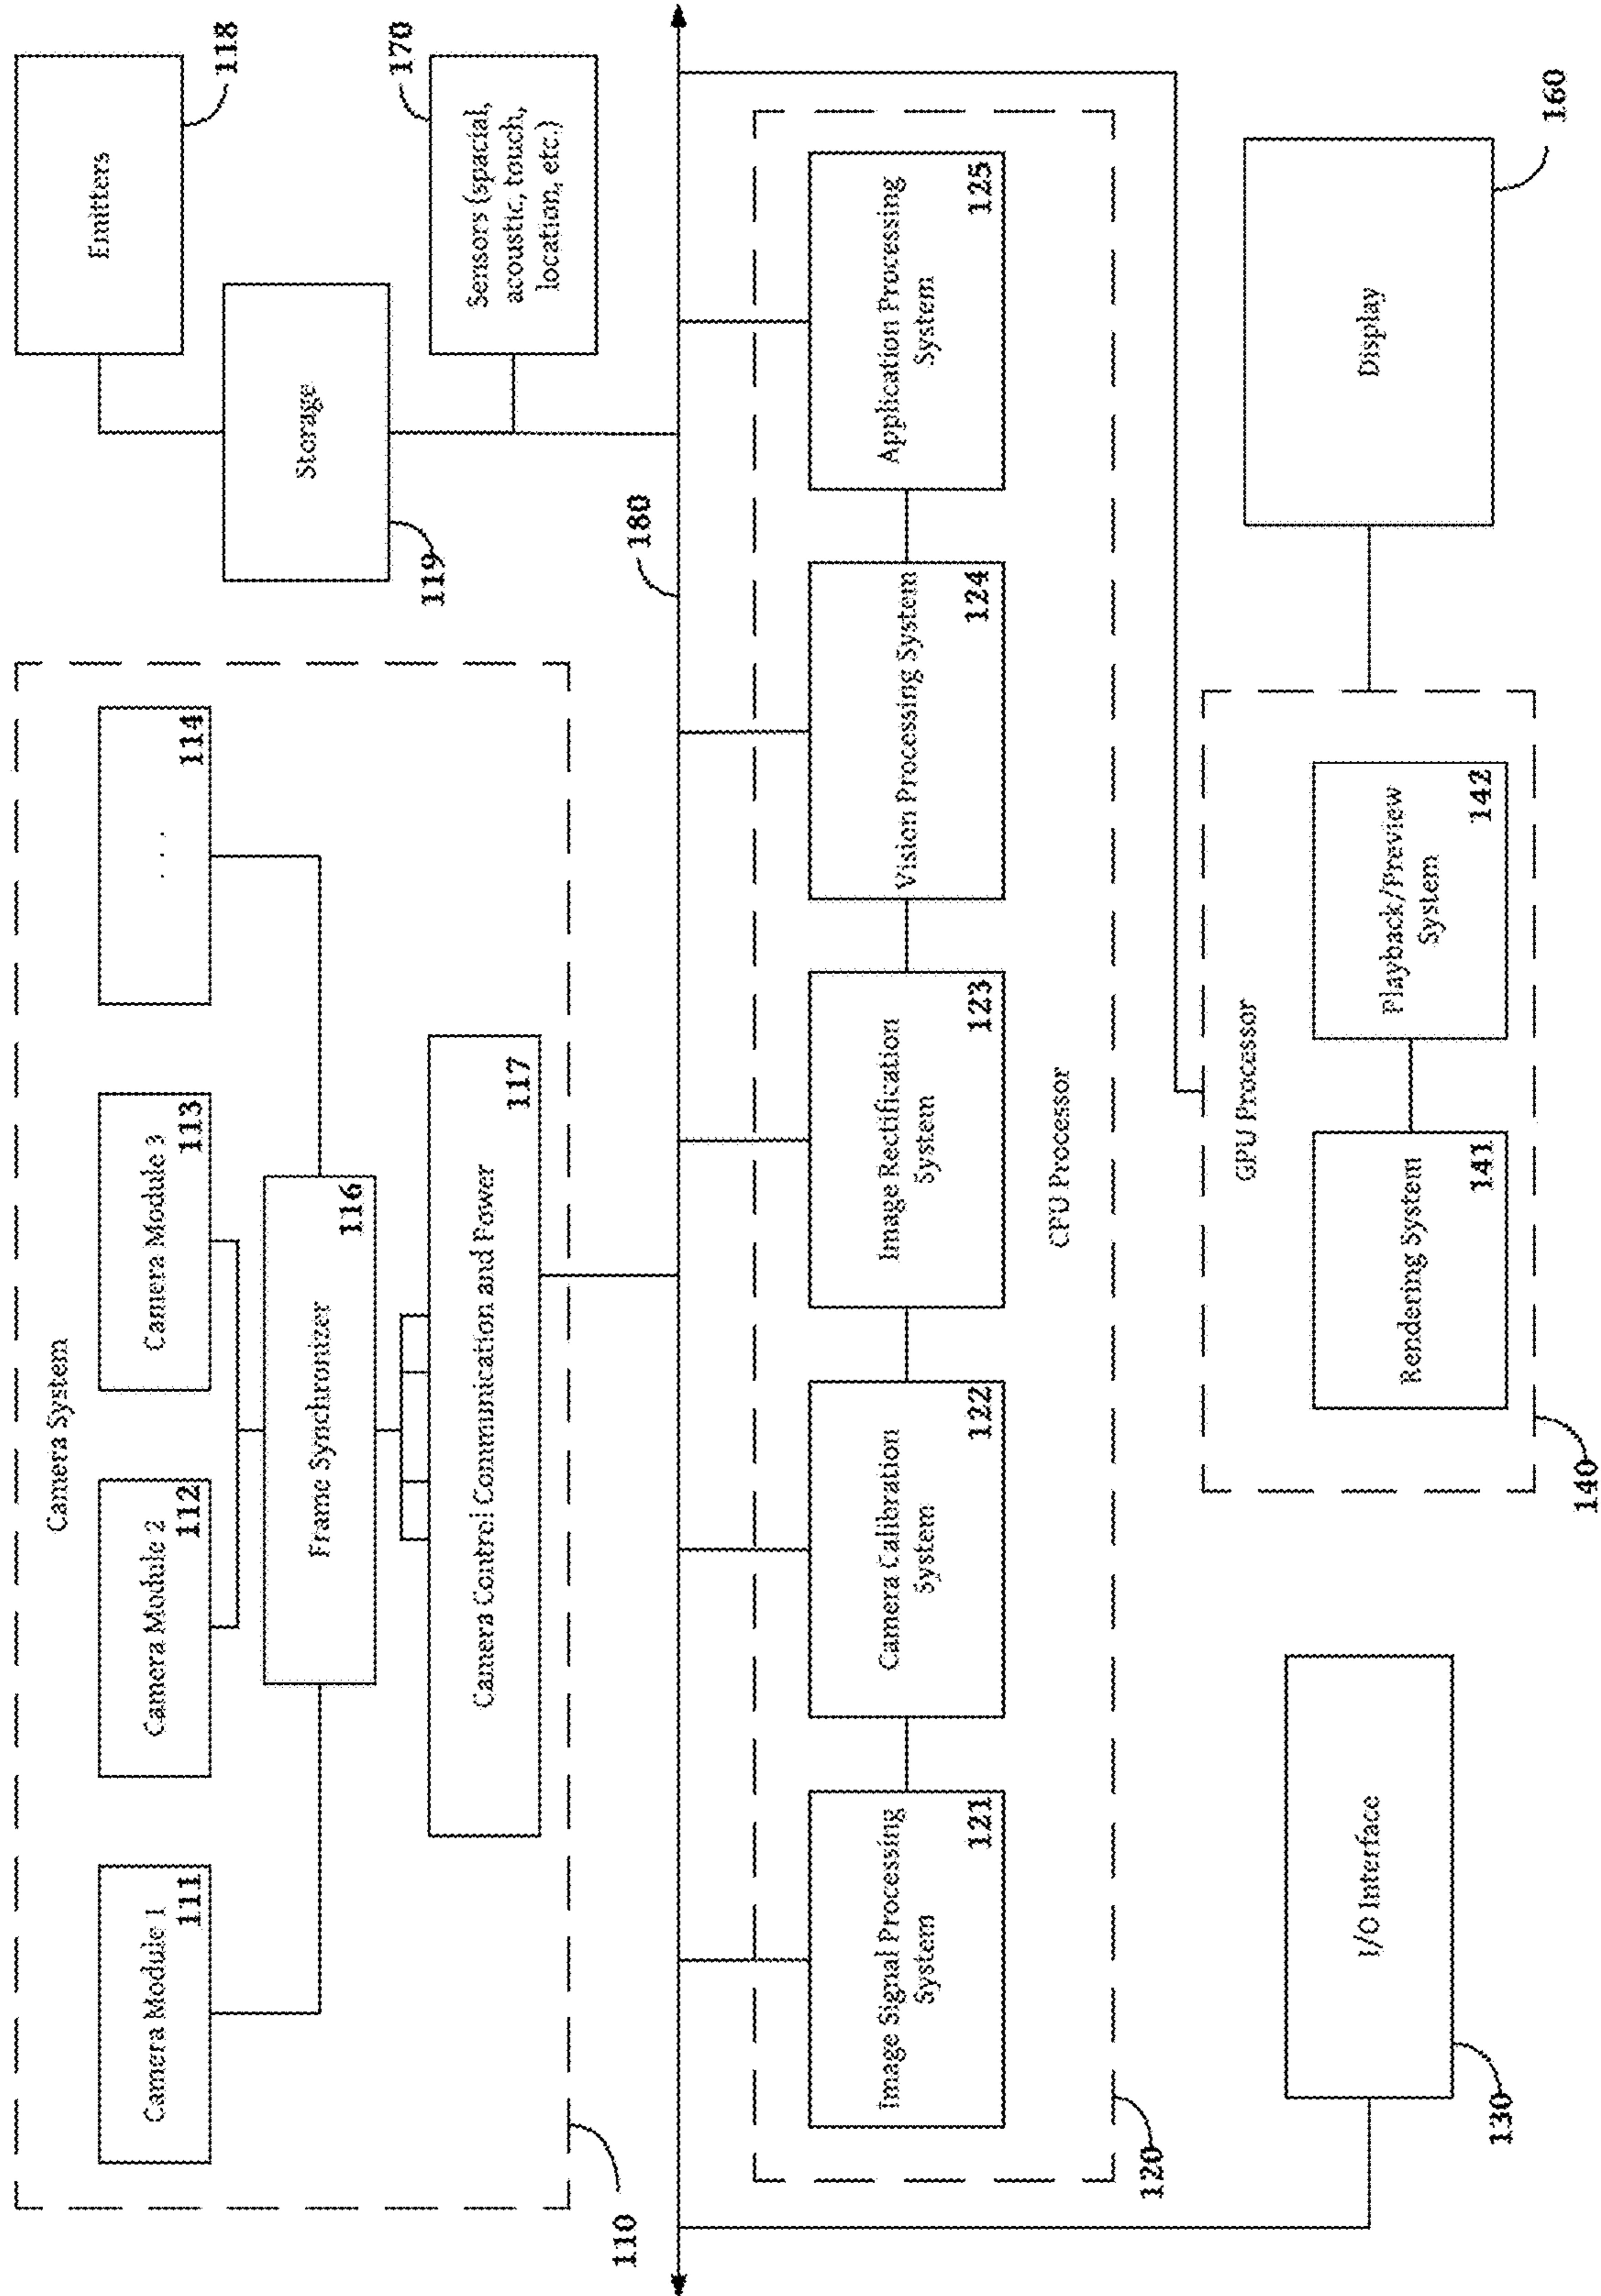 Camera System
Camera Module 1
111
Camera Module 2
112
Camera Module 3
113
. . .
114
Frame Synchronizer
116
Camera Control Communication and Power
117
110
Emitters
118
Storage
119
Sensors (spacial,
acoustic, touch,
location, etc.)
170
180
Image Signal Processing
System
121
Camera Calibration
System
122
Image Rectification
System
123
Vision Processing System
124
Application Processing
System
125
CPU Processor
120
I/O Interface
130
GPU Processor
Rendering System
141
Playback/Preview
System
142
140
Display
160